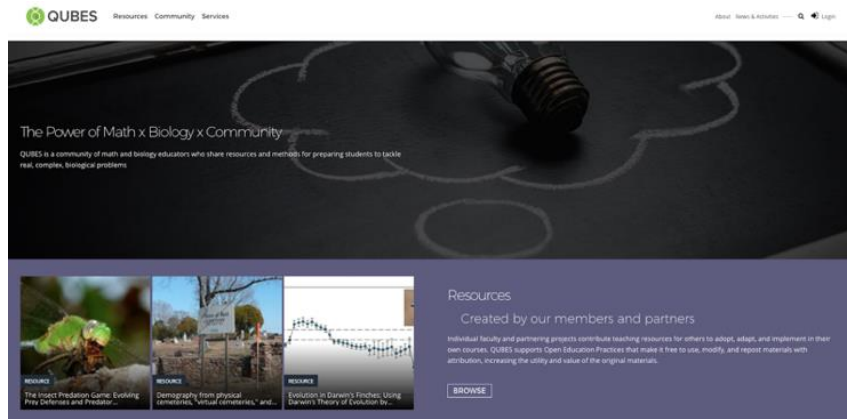 QUBES
Resources Community Services
About News & Activities Login
The Power of Math x Biology x Community
QUBES is a community of math and biology educators who share resources and methods for preparing students to tackle
real, complex, biological problems
RESOURCE
The Insect Predation Game: Evolving
Prey Defenses and Predator...
RESOURCE
Demography from physical
cemeteries, "virtual cemeteries," and...
RESOURCE
Evolution in Darwin's Finches: Using
Darwin's Theory of Evolution by...
Resources
Created by our members and partners
Individual faculty and partnering projects contribute teaching resources for others to adopt, adapt, and implement in their
own courses. QUBES supports Open Education Practices that make it free to use, modify, and repost materials with
attribution, increasing the utility and value of the original materials.
BROWSE